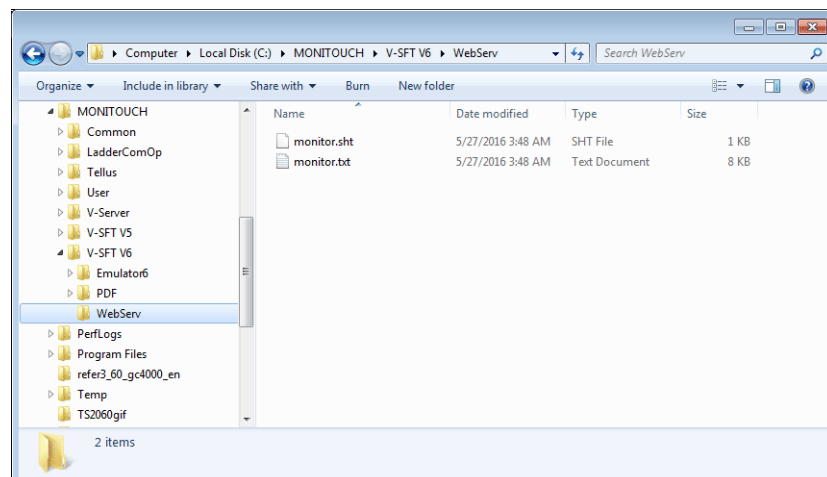 Computer Local Disk (C:) MONITOUCH V-SFT V6 WebServ Search WebServ
Organize Include in library Share with Burn New folder
MONITOUCH
Common
LadderComOp
Tellus
User
V-Server
V-SFT V5
V-SFT V6
Emulator6
PDF
WebServ
PerfLogs
Program Files
refer3_60_gc4000_en
Temp
TS2060gif
Name Date modified Type Size
monitor.sht 5/27/2016 3:48 AM SHT File 1 KB
monitor.txt 5/27/2016 3:48 AM Text Document 8 KB
2 items